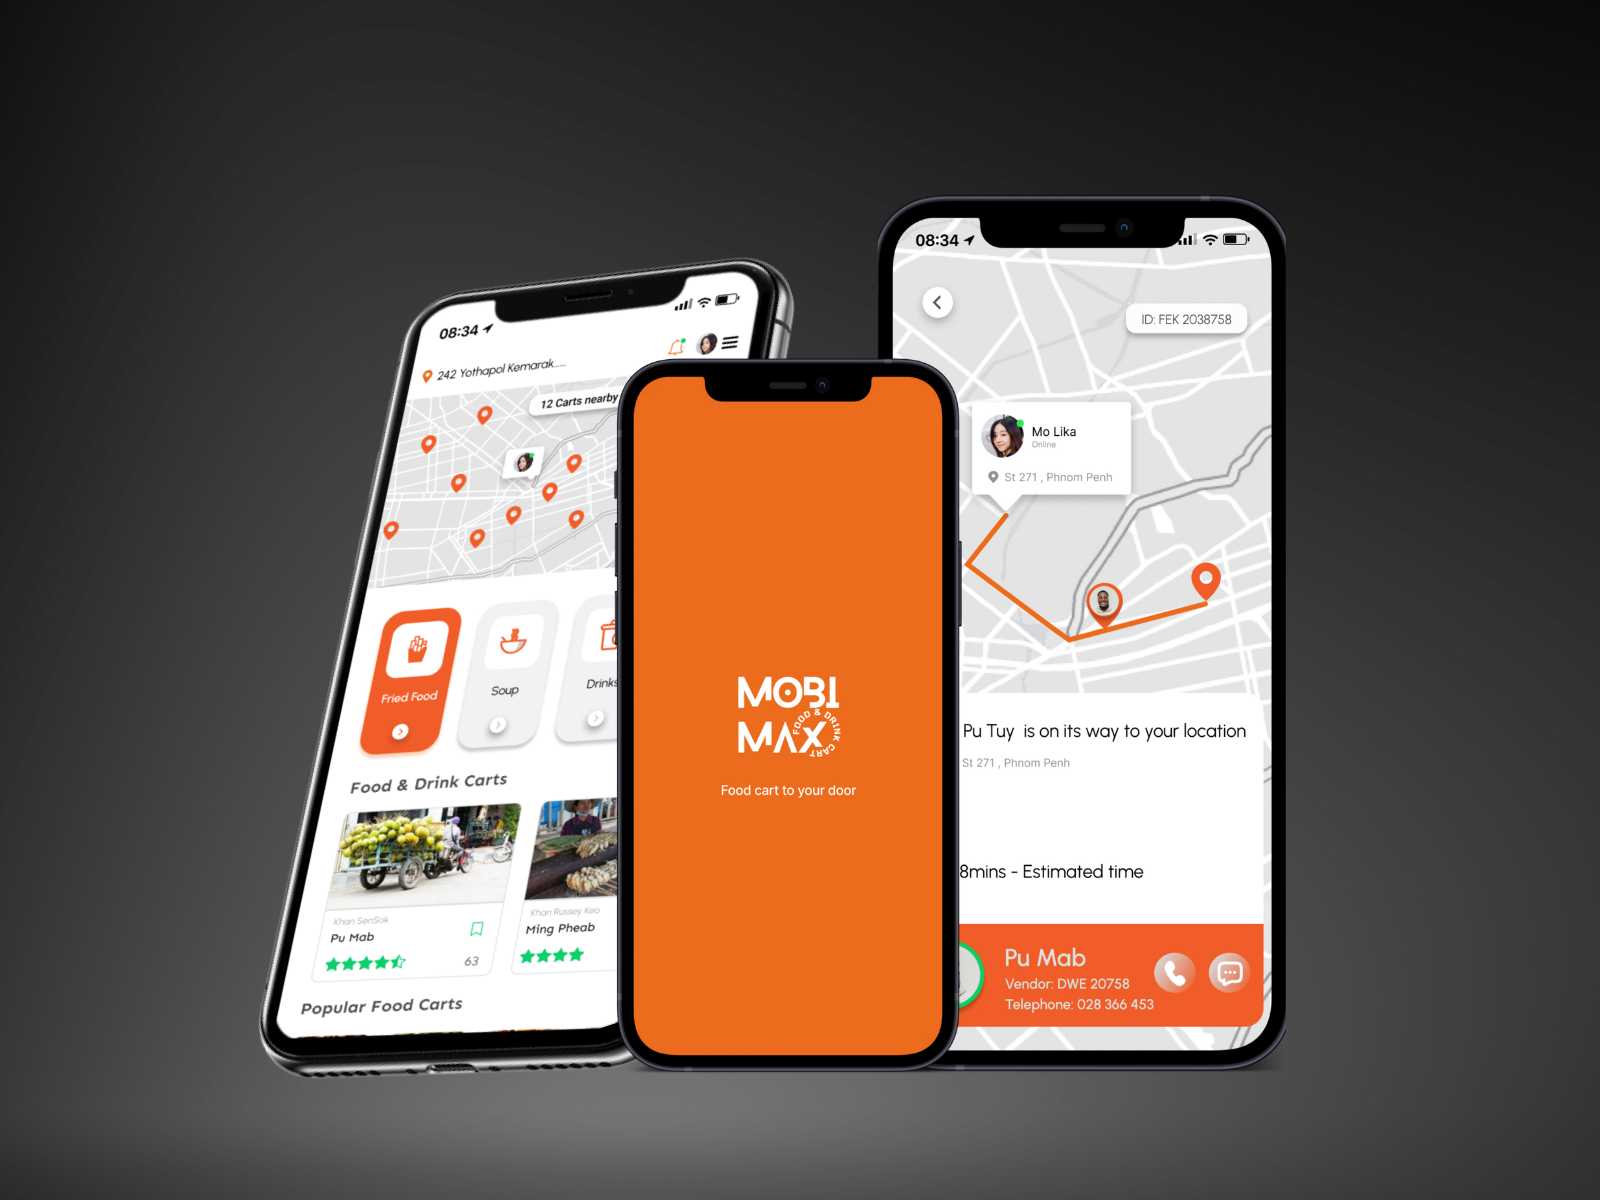 08:34
242 Yothapol Kemarak......
12 Carts nearby
Fried Food
Soup
Drinks
Food & Drink Carts
Khan SenSok
Pu Mab
63
Khan Russey Keo
Ming Pheab
Popular Food Carts
MOBI
MAX
FOOD & DRINK CART
Food cart to your door
08:34
ID: FEK 2038758
Mo Lika
Online
St 271 , Phnom Penh
Pu Tuy is on its way to your location
St 271 , Phnom Penh
8mins - Estimated time
Pu Mab
Vendor: DWE 20758
Telephone: 028 366 453